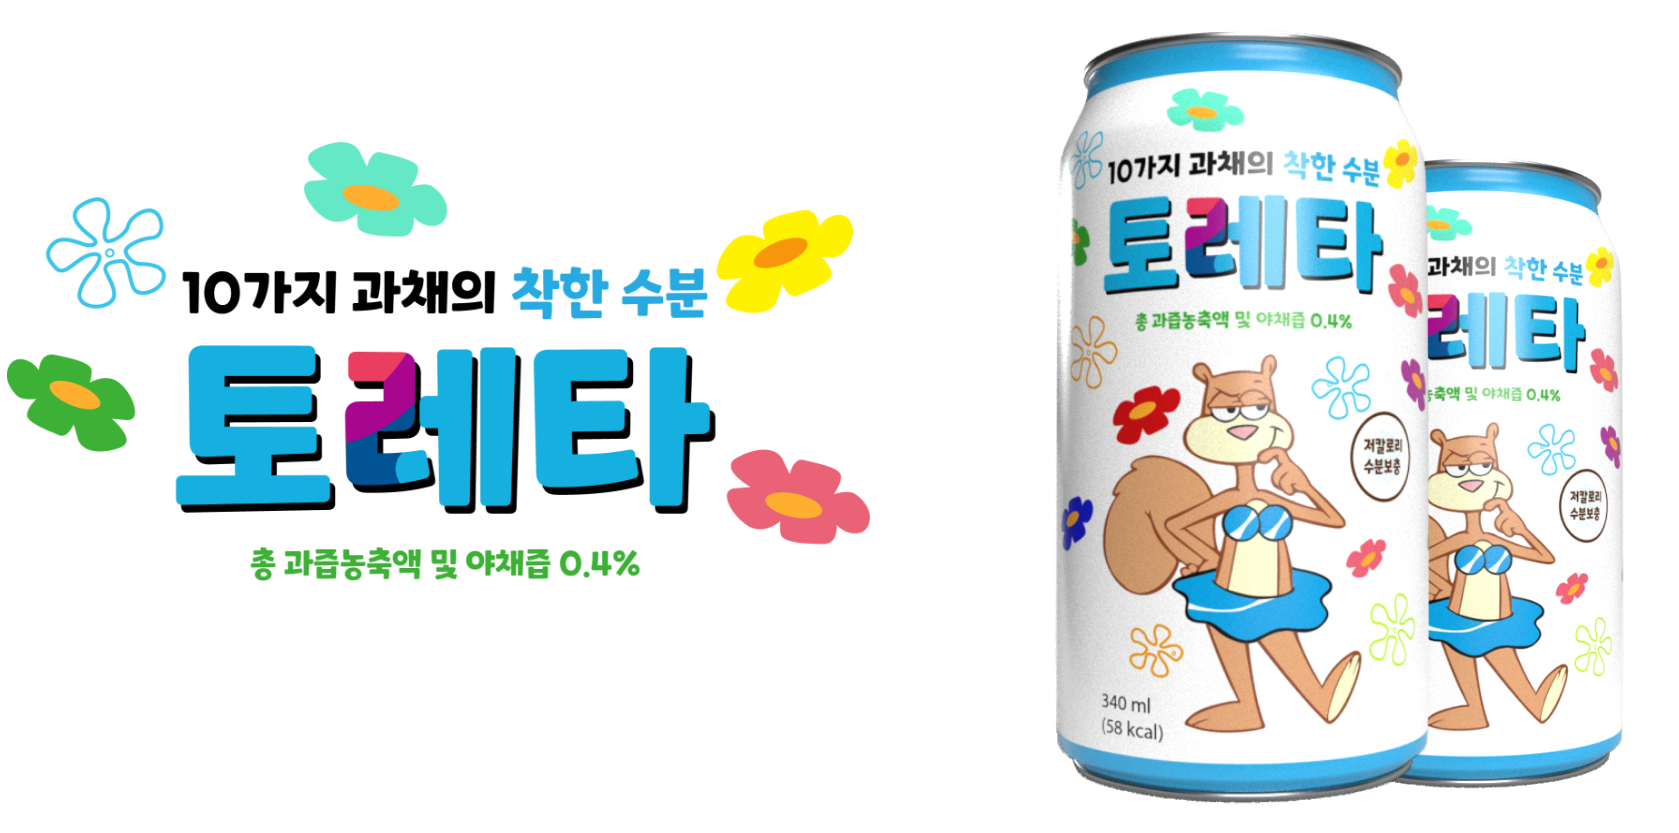 10가지 과채의 착한 수분
토레타
총 과즙농축액 및 야채즙 0.4%
10가지 과채의 착한 수분
토레타
총 과즙농축액 및 야채즙 0.4%
저칼로리
수분보충
340 ml
(58 kcal)
과채의 착한 수분
레타
농축액 및 야채즙 0.4%
저칼로리
수분보충